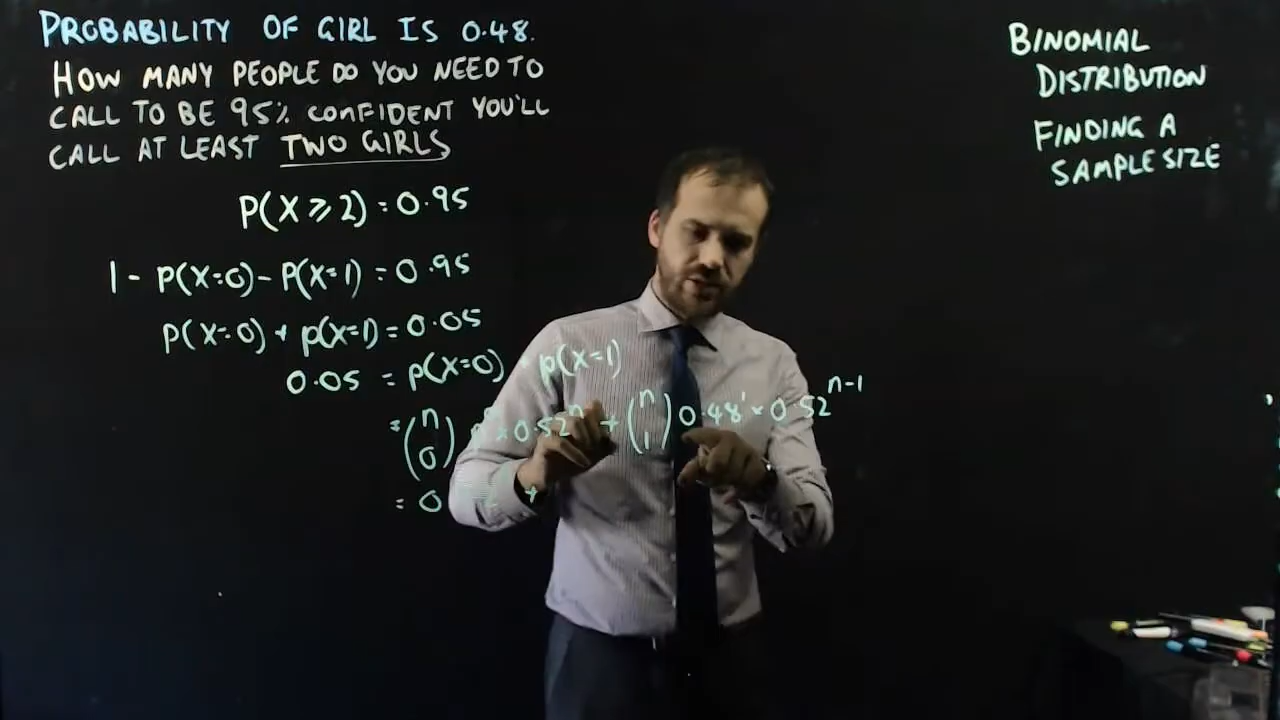 PROBABILITY OF GIRL IS 0.48.
HOW MANY PEOPLE DO YOU NEED TO
CALL TO BE 95% CONFIDENT YOU'LL
CALL AT LEAST TWO GIRLS
P(X ≥ 2) = 0.95
1 - P(X=0) - P(X=1) = 0.95
P(X=0) + P(X=1) = 0.05
0.05 = P(X=0) + P(X=1)
= (n 0) × 0.52^n + (n 1) 0.48^1 × 0.52^(n-1)
= 0 +
BINOMIAL
DISTRIBUTION
FINDING A
SAMPLE SIZE